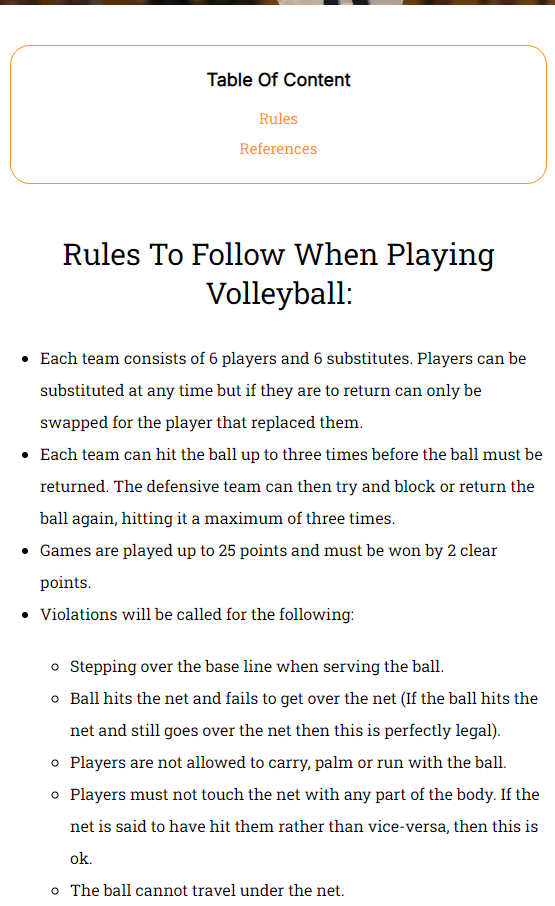 Table Of Content
Rules
References
Rules To Follow When Playing
Volleyball:
Each team consists of 6 players and 6 substitutes. Players can be
substituted at any time but if they are to return can only be
swapped for the player that replaced them.
Each team can hit the ball up to three times before the ball must be
returned. The defensive team can then try and block or return the
ball again, hitting it a maximum of three times.
Games are played up to 25 points and must be won by 2 clear
points.
Violations will be called for the following:
Stepping over the base line when serving the ball.
Ball hits the net and fails to get over the net (If the ball hits the
net and still goes over the net then this is perfectly legal).
Players are not allowed to carry, palm or run with the ball.
Players must not touch the net with any part of the body. If the
net is said to have hit them rather than vice-versa, then this is
ok.
The ball cannot travel under the net.